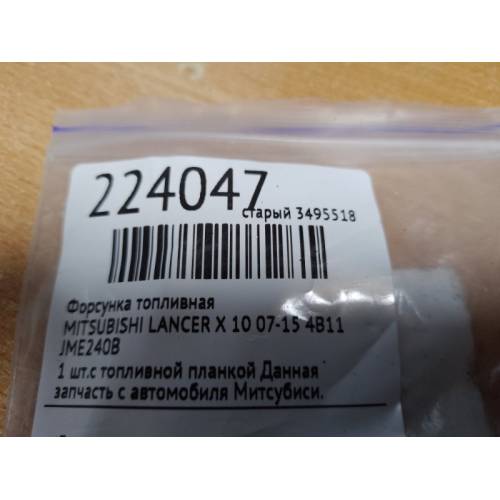 224047
старый 3495518
Форсунка топливная
MITSUBISHI LANCER X 10 07-15 4B11
JME240B
1 шт.с топливной планкой Данная
запчасть с автомобиля Митсубиси.